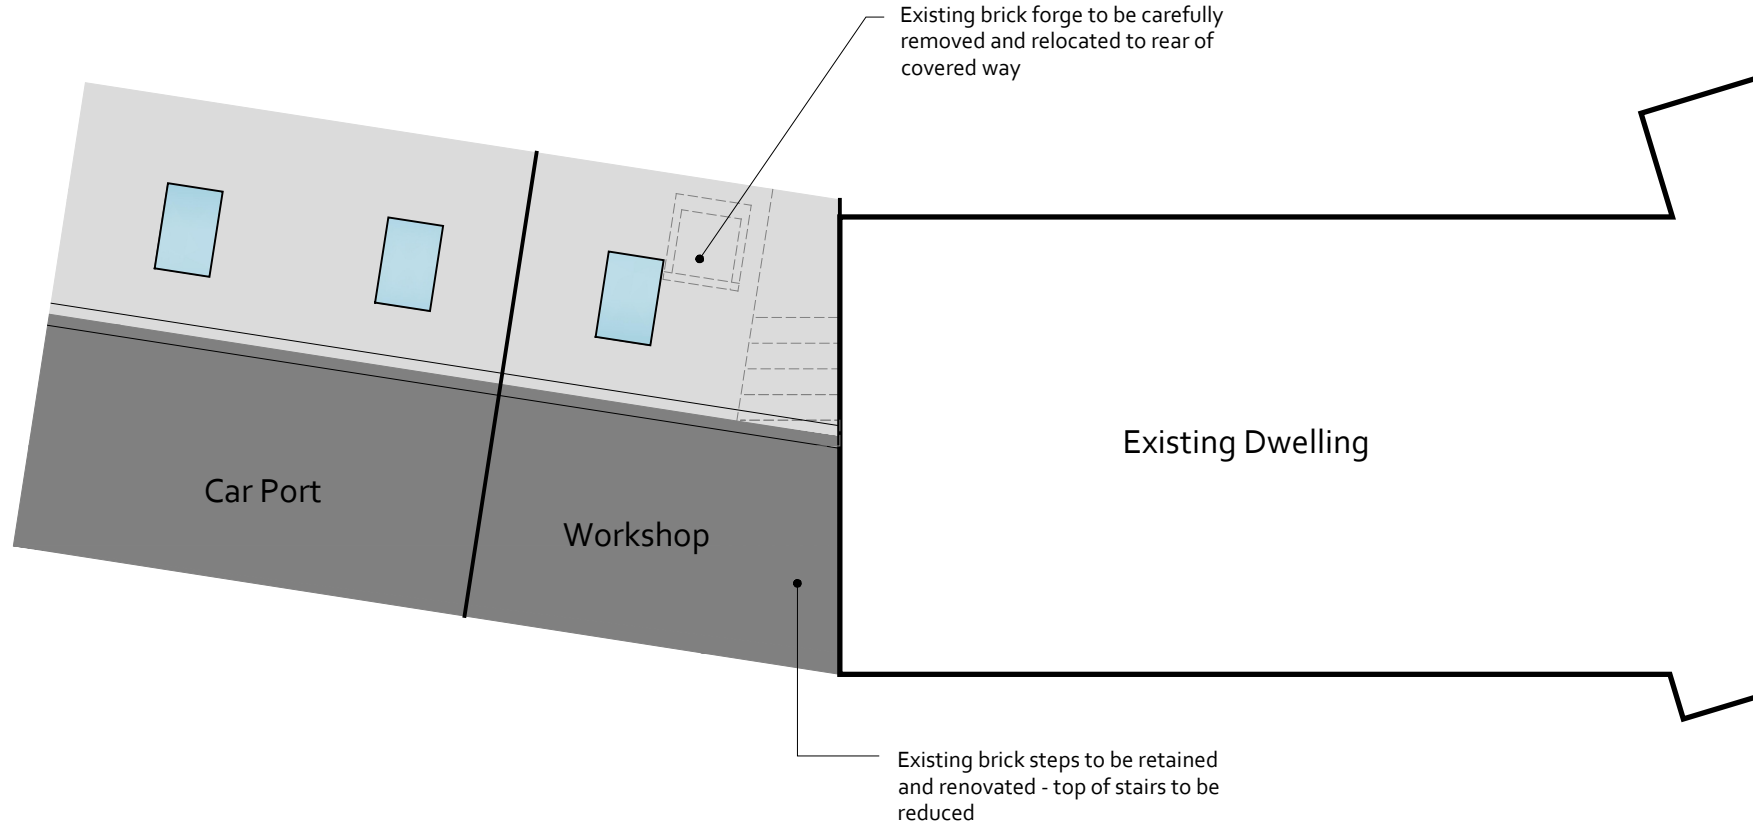 Existing brick forge to be carefully
removed and relocated to rear of
covered way
Existing Dwelling
Car Port
Workshop
Existing brick steps to be retained
and renovated - top of stairs to be
reduced